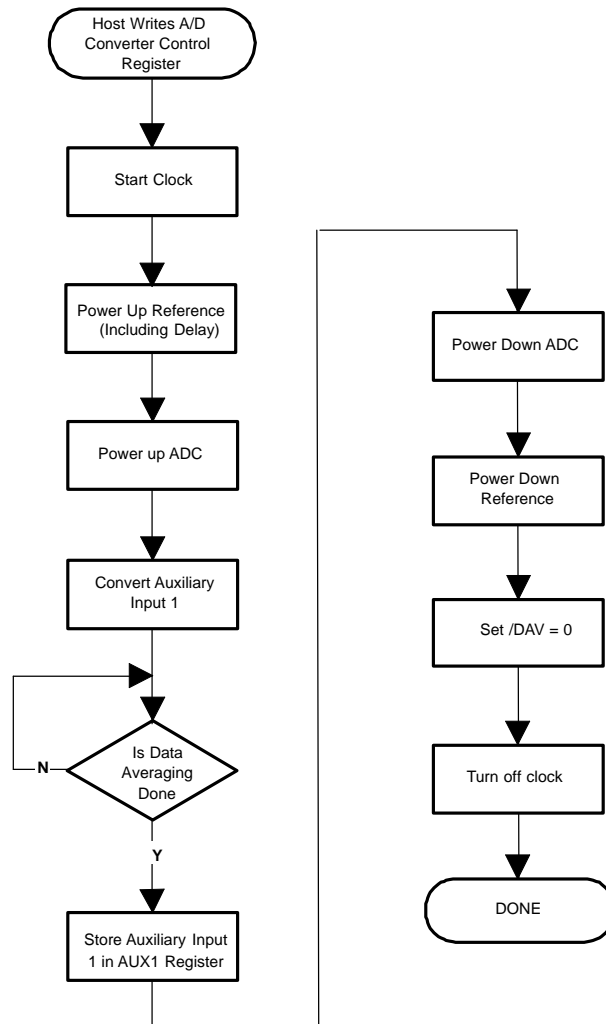 Host Writes A/D
Converter Control
Register
Start Clock
Power Up Reference
(Including Delay)
Power up ADC
Convert Auxiliary
Input 1
Is Data
Averaging
Done
N
Y
Store Auxiliary Input
1 in AUX1 Register
Power Down ADC
Power Down
Reference
Set /DAV = 0
Turn off clock
DONE